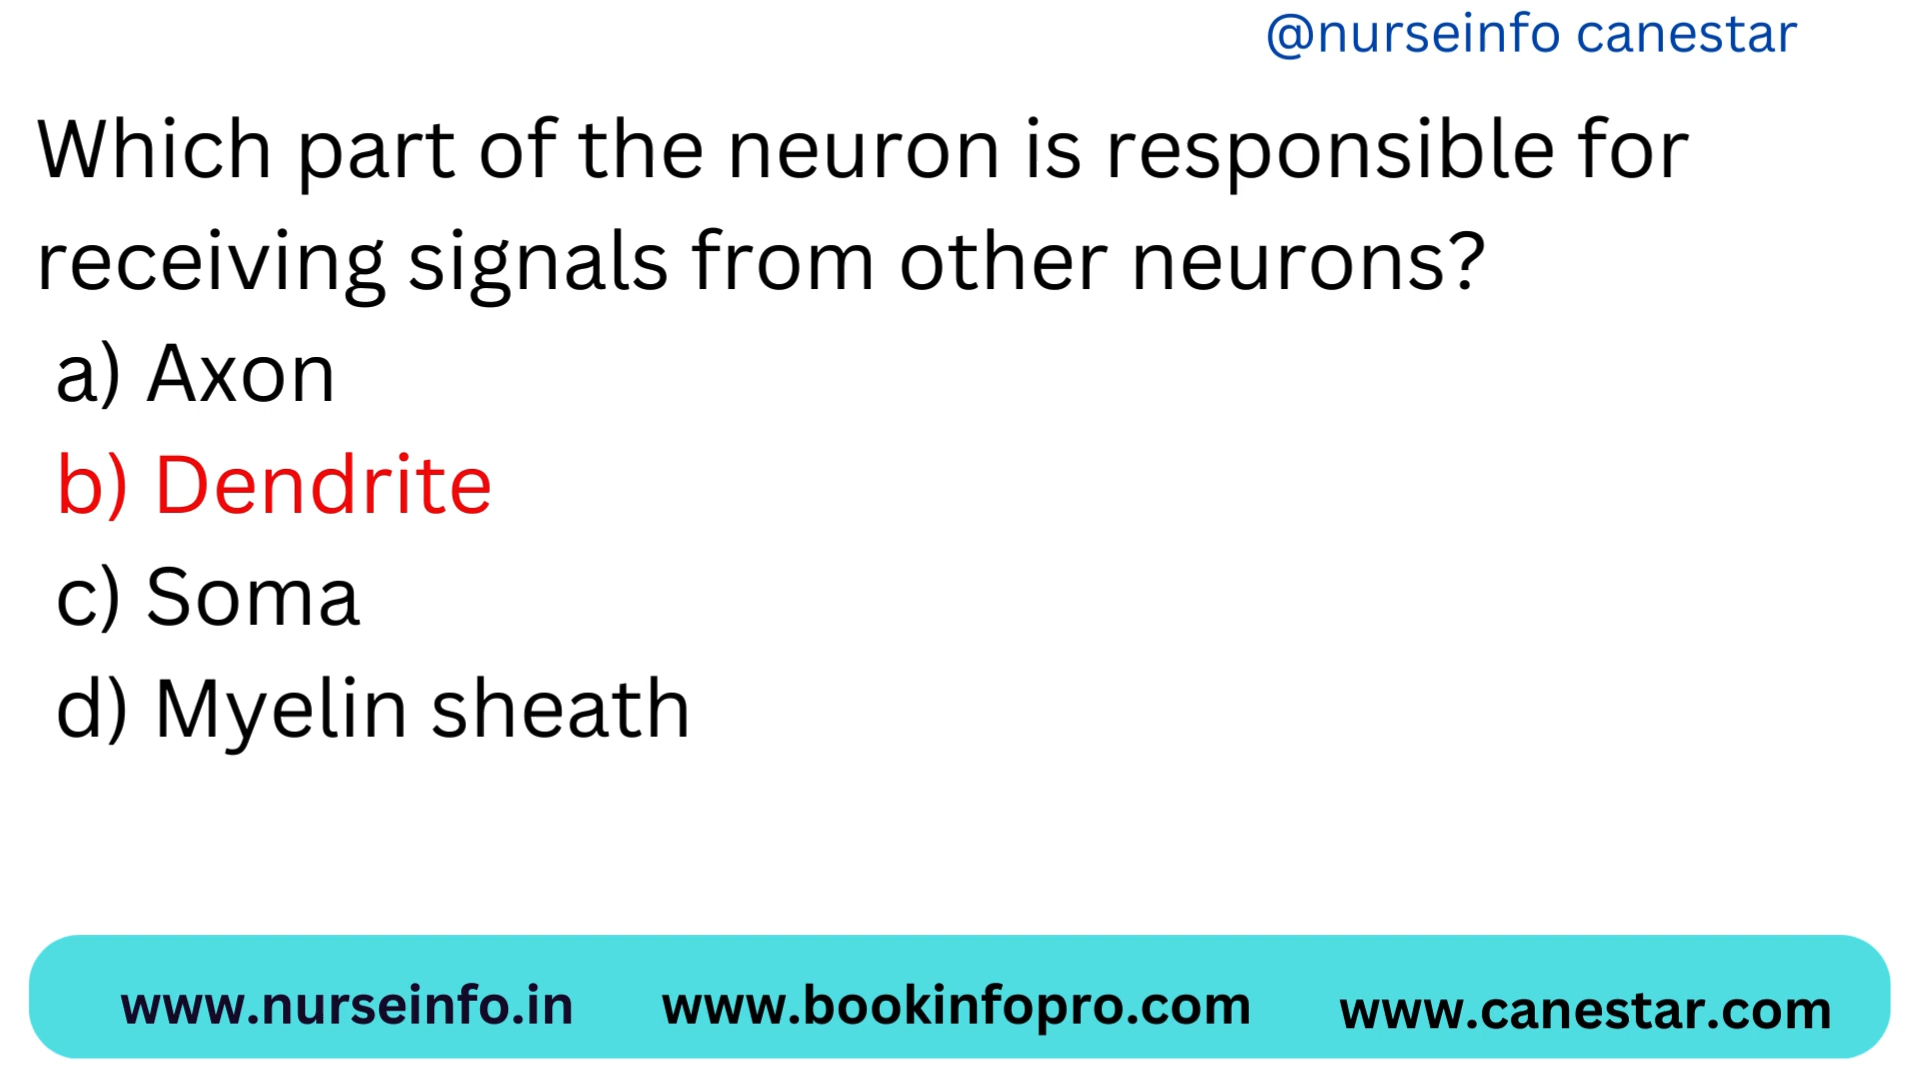 @nurseinfo canestar
Which part of the neuron is responsible for
receiving signals from other neurons?
a) Axon
b) Dendrite
c) Soma
d) Myelin sheath
www.nurseinfo.in www.bookinfopro.com www.canestar.com